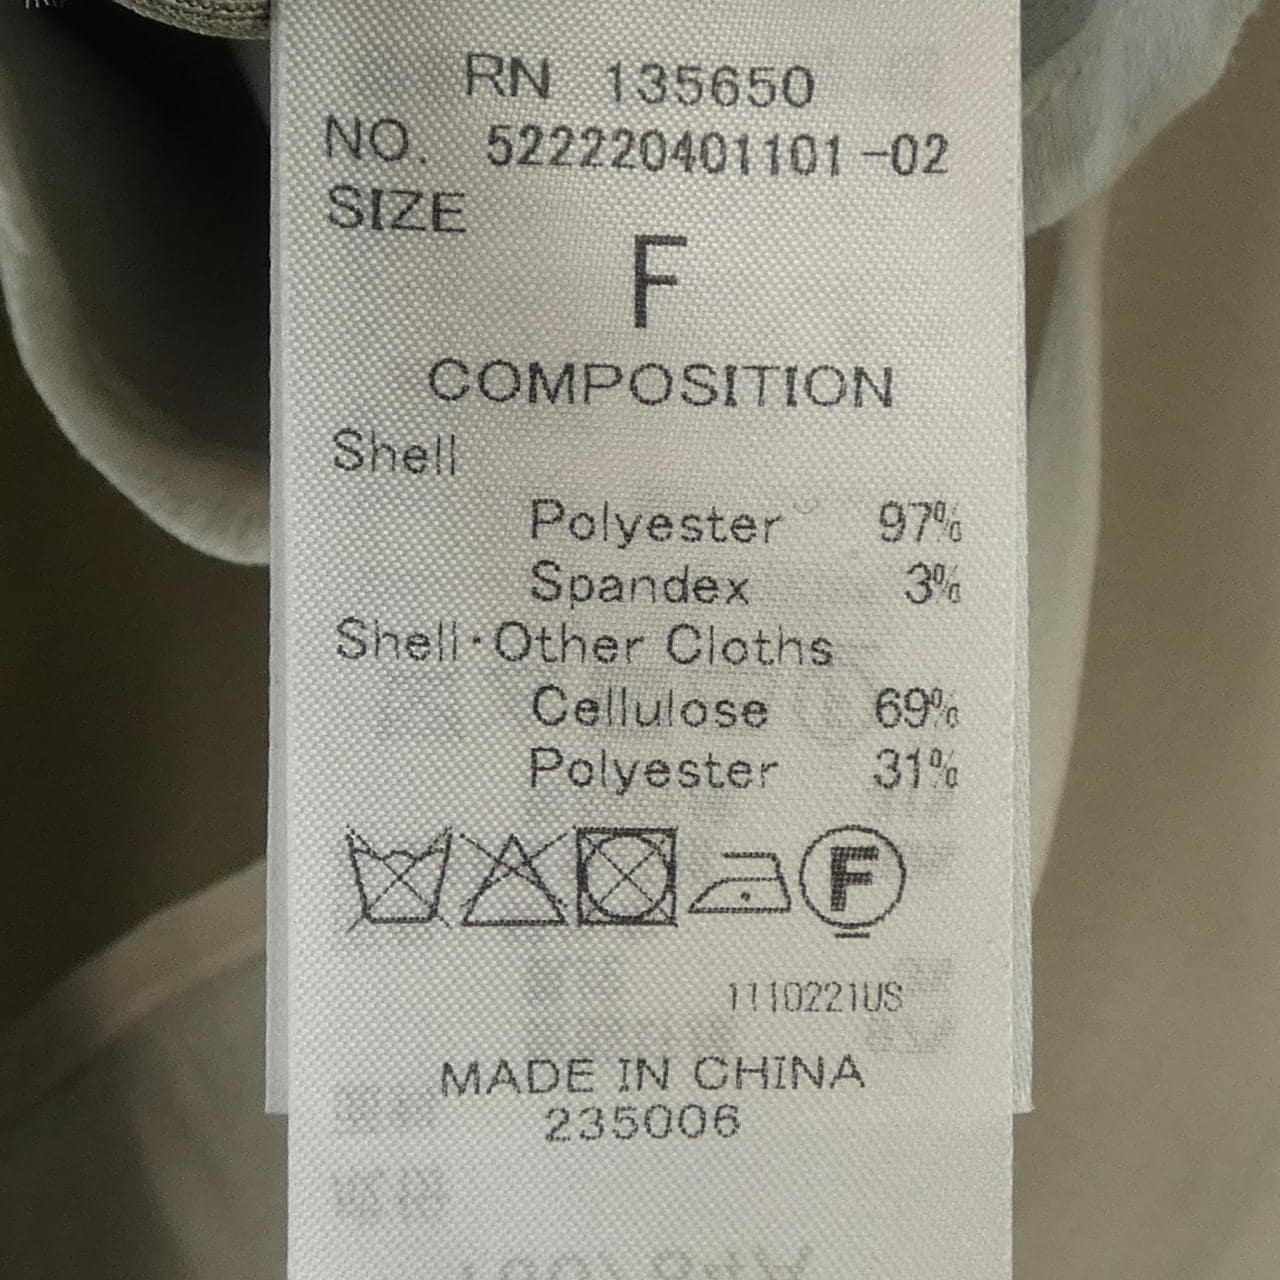 RN 135650
NO. 522220401101-02
SIZE
F
COMPOSITION
Shell
Polyester 97%
Spandex 3%
Shell·Other Cloths
Cellulose 69%
Polyester 31%
F
1110221US
MADE IN CHINA
235006